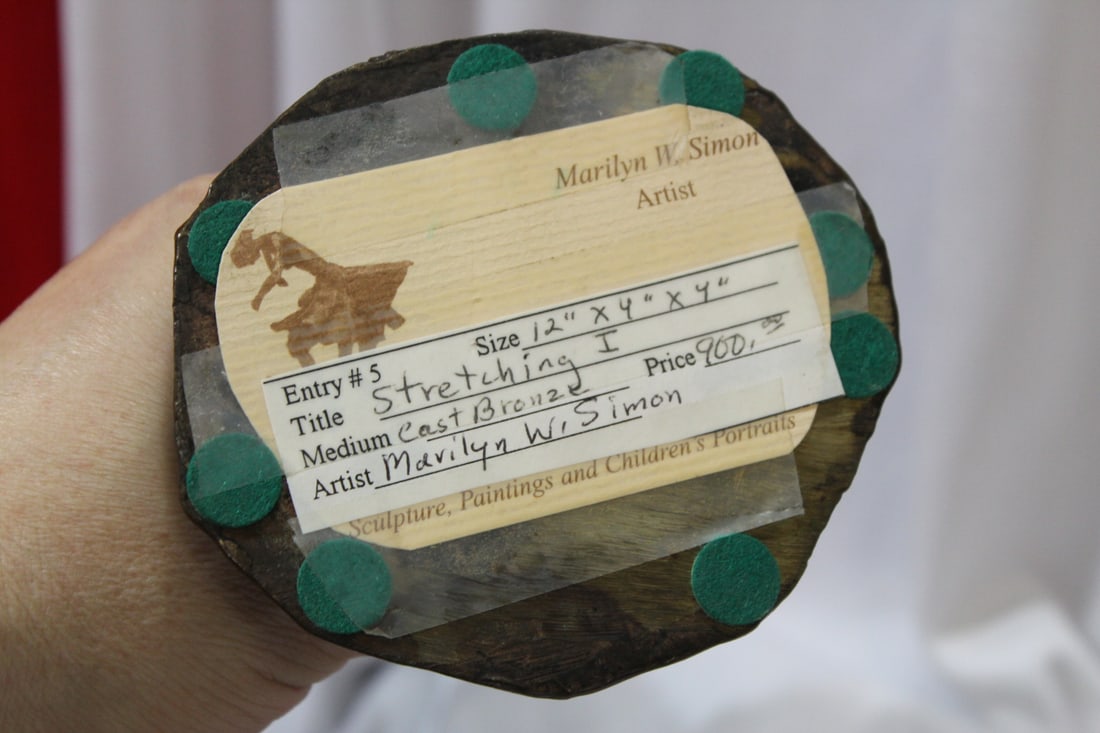 Marilyn W. Simon
Artist
Entry # 5 Size 12" x 4" x 4"
Title Stretching I
Medium Cast Bronze Price 900.00
Artist Marilyn W. Simon
Sculpture, Paintings and Children's Portraits